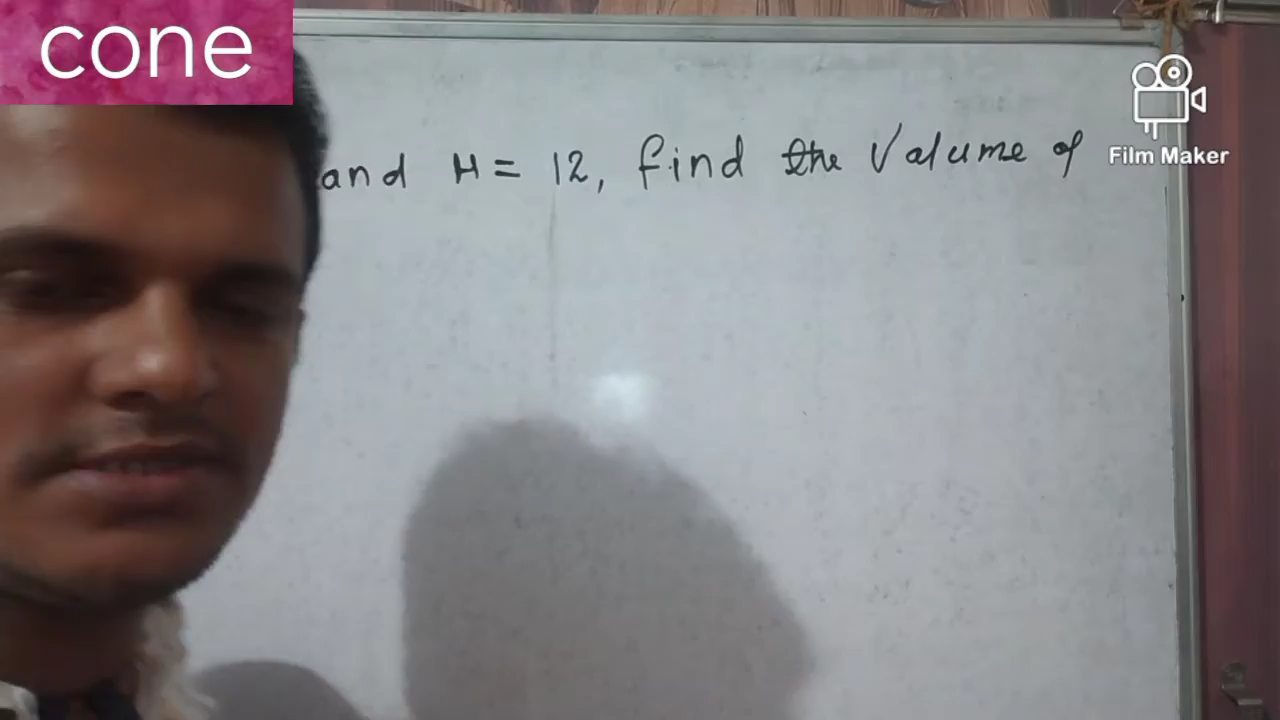 cone
and H = 12, find the Valume of
Film Maker